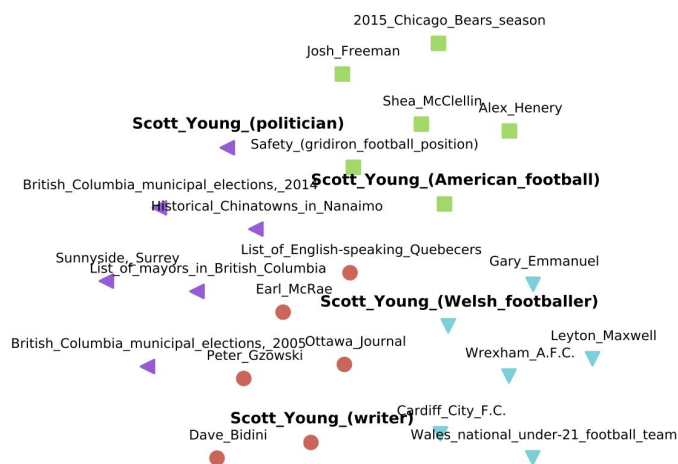 2015_Chicago_Bears_season
Josh_Freeman
Shea_McClellin
Alex_Henery
Scott_Young_(politician)
Safety_(gridiron_football_position)
Scott_Young_(American_football)
British_Columbia_municipal_elections,_2014
Historical_Chinatowns_in_Nanaimo
List_of_English-speaking_Quebecers
Sunnyside,_Surrey
Gary_Emmanuel
List_of_mayors_in_British_Columbia
Earl_McRae
Scott_Young_(Welsh_footballer)
Leyton_Maxwell
British_Columbia_municipal_elections,_2005
Ottawa_Journal
Peter_Gzowski
Wrexham_A.F.C.
Cardiff_City_F.C.
Scott_Young_(writer)
Dave_Bidini
Wales_national_under-21_football_team